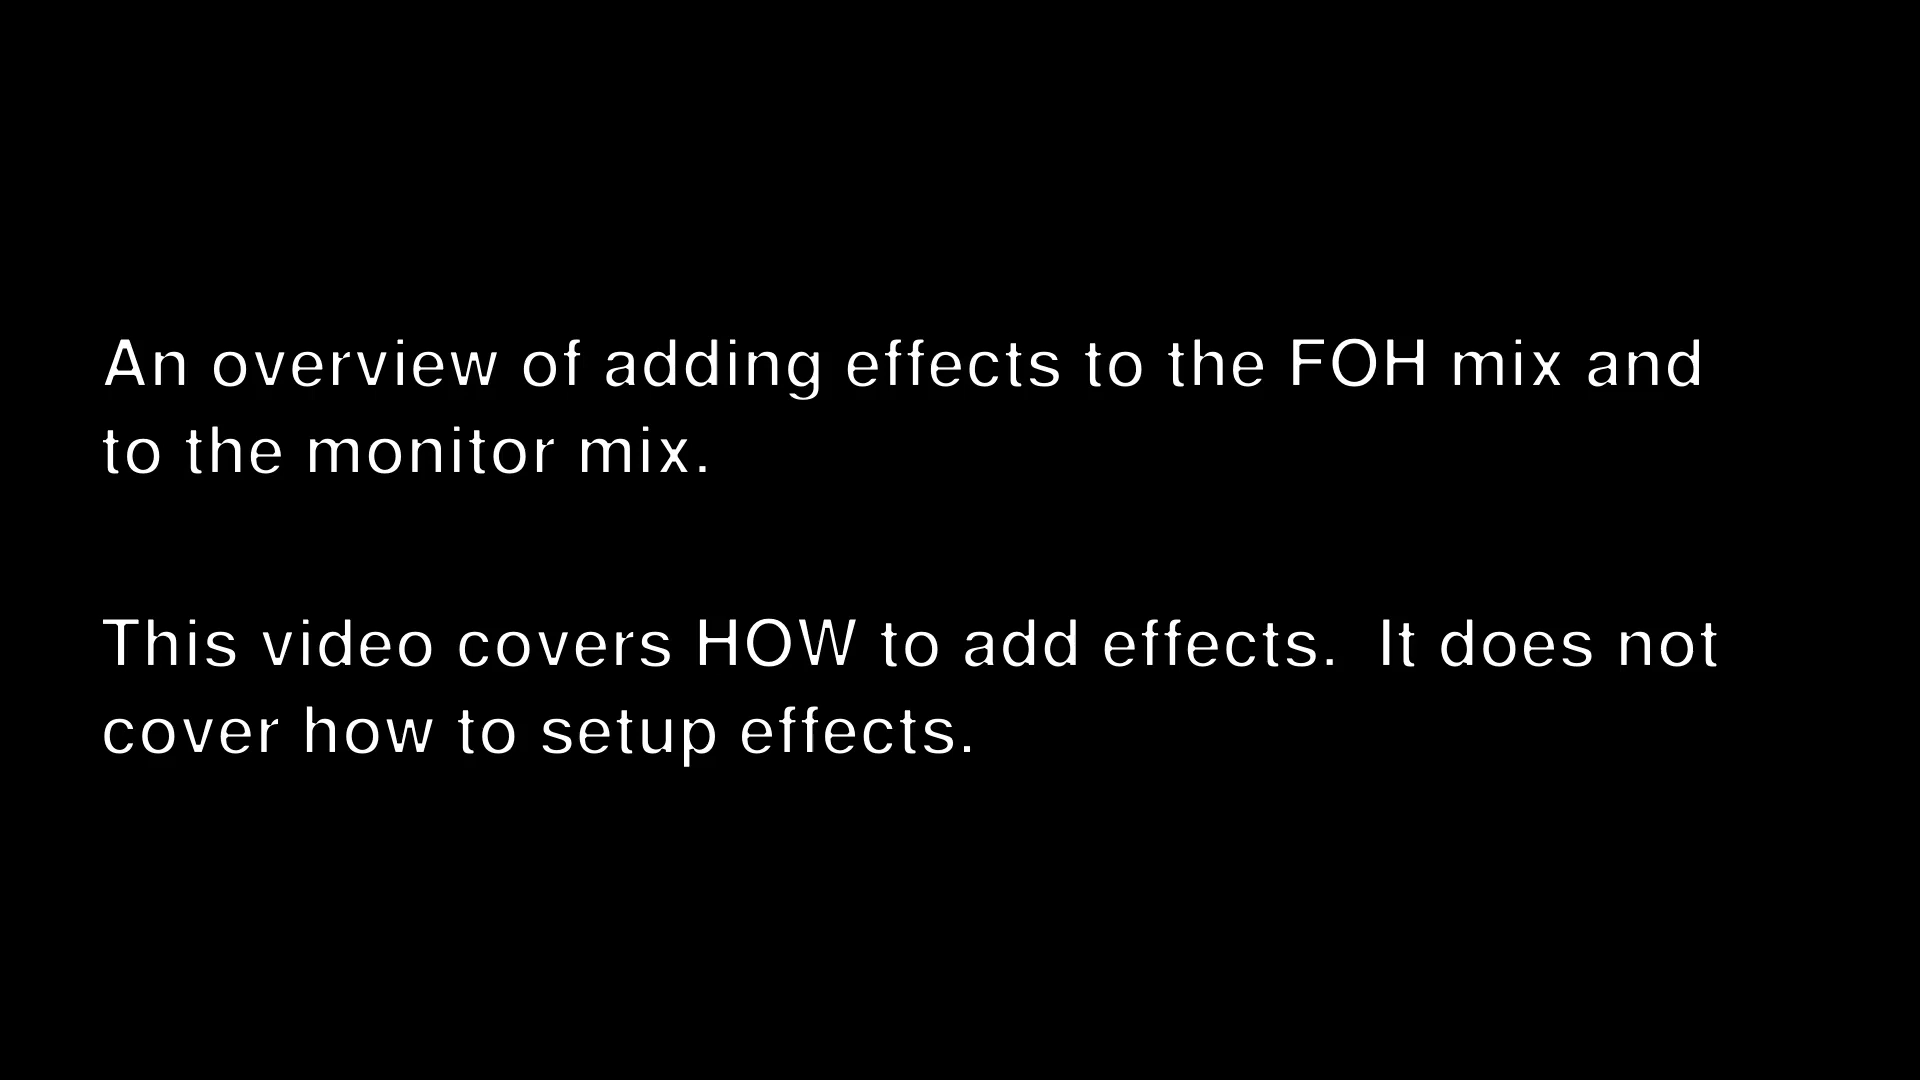 An overview of adding effects to the FOH mix and
to the monitor mix.
This video covers HOW to add effects.  It does not
cover how to setup effects.